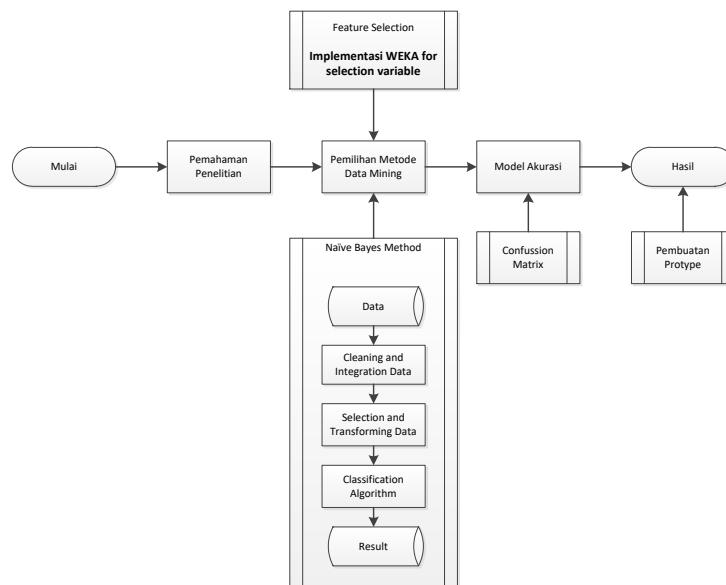 Feature Selection
Implementasi WEKA for
selection variable
Mulai
Pemahaman
Penelitian
Pemilihan Metode
Data Mining
Model Akurasi
Hasil
Naïve Bayes Method
Confussion
Matrix
Pembuatan
Protype
Data
Cleaning and
Integration Data
Selection and
Transforming Data
Classification
Algorithm
Result